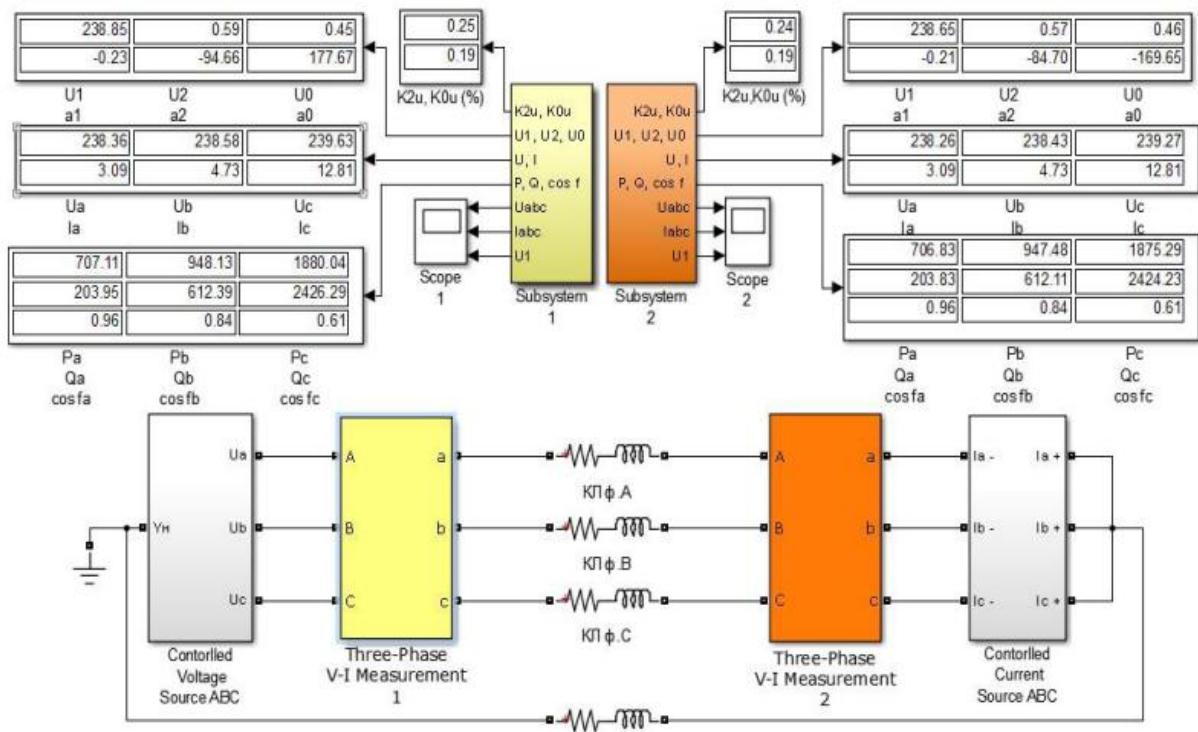 238.85 0.59 0.45
-0.23 -94.66 177.67
U1 U2 U0
a1 a2 a0
238.36 238.58 239.63
3.09 4.73 12.81
Ua Ub Uc
Ia Ib Ic
707.11 948.13 1880.04
203.95 612.39 2426.29
0.96 0.84 0.61
Pa Pb Pc
Qa Qb Qc
cosfa cosfb cosfc
0.25
0.19
K2u, K0u (%)
K2u, K0u
U1, U2, U0
U, I
P, Q, cos f
Uabc
Iabc
U1
Scope
1
Subsystem
1
0.24
0.19
K2u,K0u (%)
K2u, K0u
U1, U2, U0
U, I
P, Q, cos f
Uabc
Iabc
U1
Subsystem
2
Scope
2
238.65 0.57 0.46
-0.21 -84.70 -169.65
U1 U2 U0
a1 a2 a0
238.26 238.43 239.27
3.09 4.73 12.81
Ua Ub Uc
Ia Ib Ic
706.83 947.48 1875.29
203.83 612.11 2424.23
0.96 0.84 0.61
Pa Pb Pc
Qa Qb Qc
cosfa cosfb cosfc
Ua
Yн Ub
Uc
Contorlled
Voltage
Source ABC
A a
B b
C c
Three-Phase
V-I Measurement
1
КЛ ф.A
КЛ ф.B
КЛ ф.C
A a
B b
C c
Three-Phase
V-I Measurement
2
Ia - Ia +
Ib - Ib +
Ic - Ic +
Contorlled
Current
Source ABC